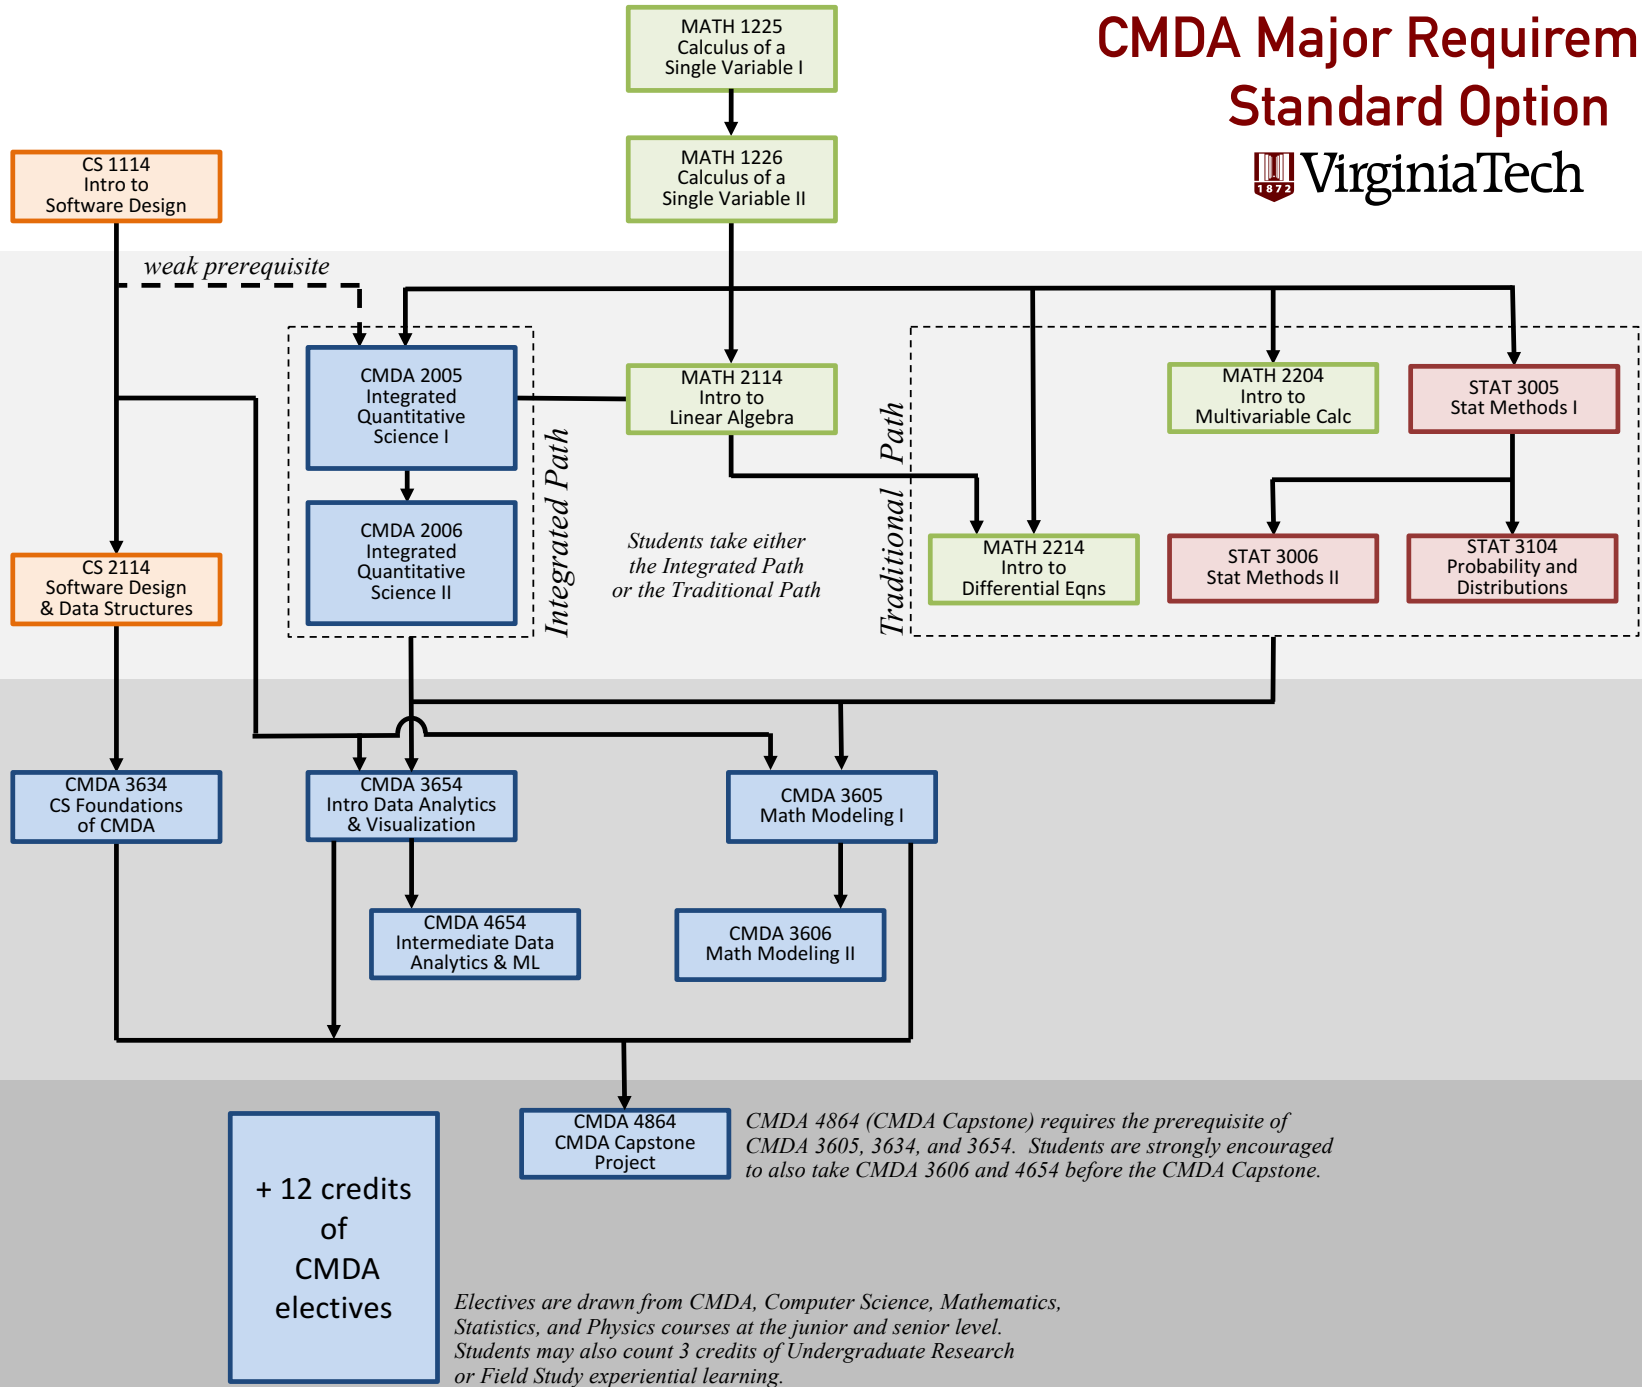 CMDA Major Requirem
Standard Option
1872
VirginiaTech
MATH 1225
Calculus of a
Single Variable I
MATH 1226
Calculus of a
Single Variable II
CS 1114
Intro to
Software Design
weak prerequisite
CMDA 2005
Integrated
Quantitative
Science I
MATH 2114
Intro to
Linear Algebra
MATH 2204
Intro to
Multivariable Calc
STAT 3005
Stat Methods I
Integrated Path
Traditional Path
CMDA 2006
Integrated
Quantitative
Science II
Students take either
the Integrated Path
or the Traditional Path
MATH 2214
Intro to
Differential Eqns
STAT 3006
Stat Methods II
STAT 3104
Probability and
Distributions
CS 2114
Software Design
& Data Structures
CMDA 3634
CS Foundations
of CMDA
CMDA 3654
Intro Data Analytics
& Visualization
CMDA 3605
Math Modeling I
CMDA 4654
Intermediate Data
Analytics & ML
CMDA 3606
Math Modeling II
CMDA 4864
CMDA Capstone
Project
CMDA 4864 (CMDA Capstone) requires the prerequisite of
CMDA 3605, 3634, and 3654. Students are strongly encouraged
to also take CMDA 3606 and 4654 before the CMDA Capstone.
+ 12 credits
of
CMDA
electives
Electives are drawn from CMDA, Computer Science, Mathematics,
Statistics, and Physics courses at the junior and senior level.
Students may also count 3 credits of Undergraduate Research
or Field Study experiential learning.